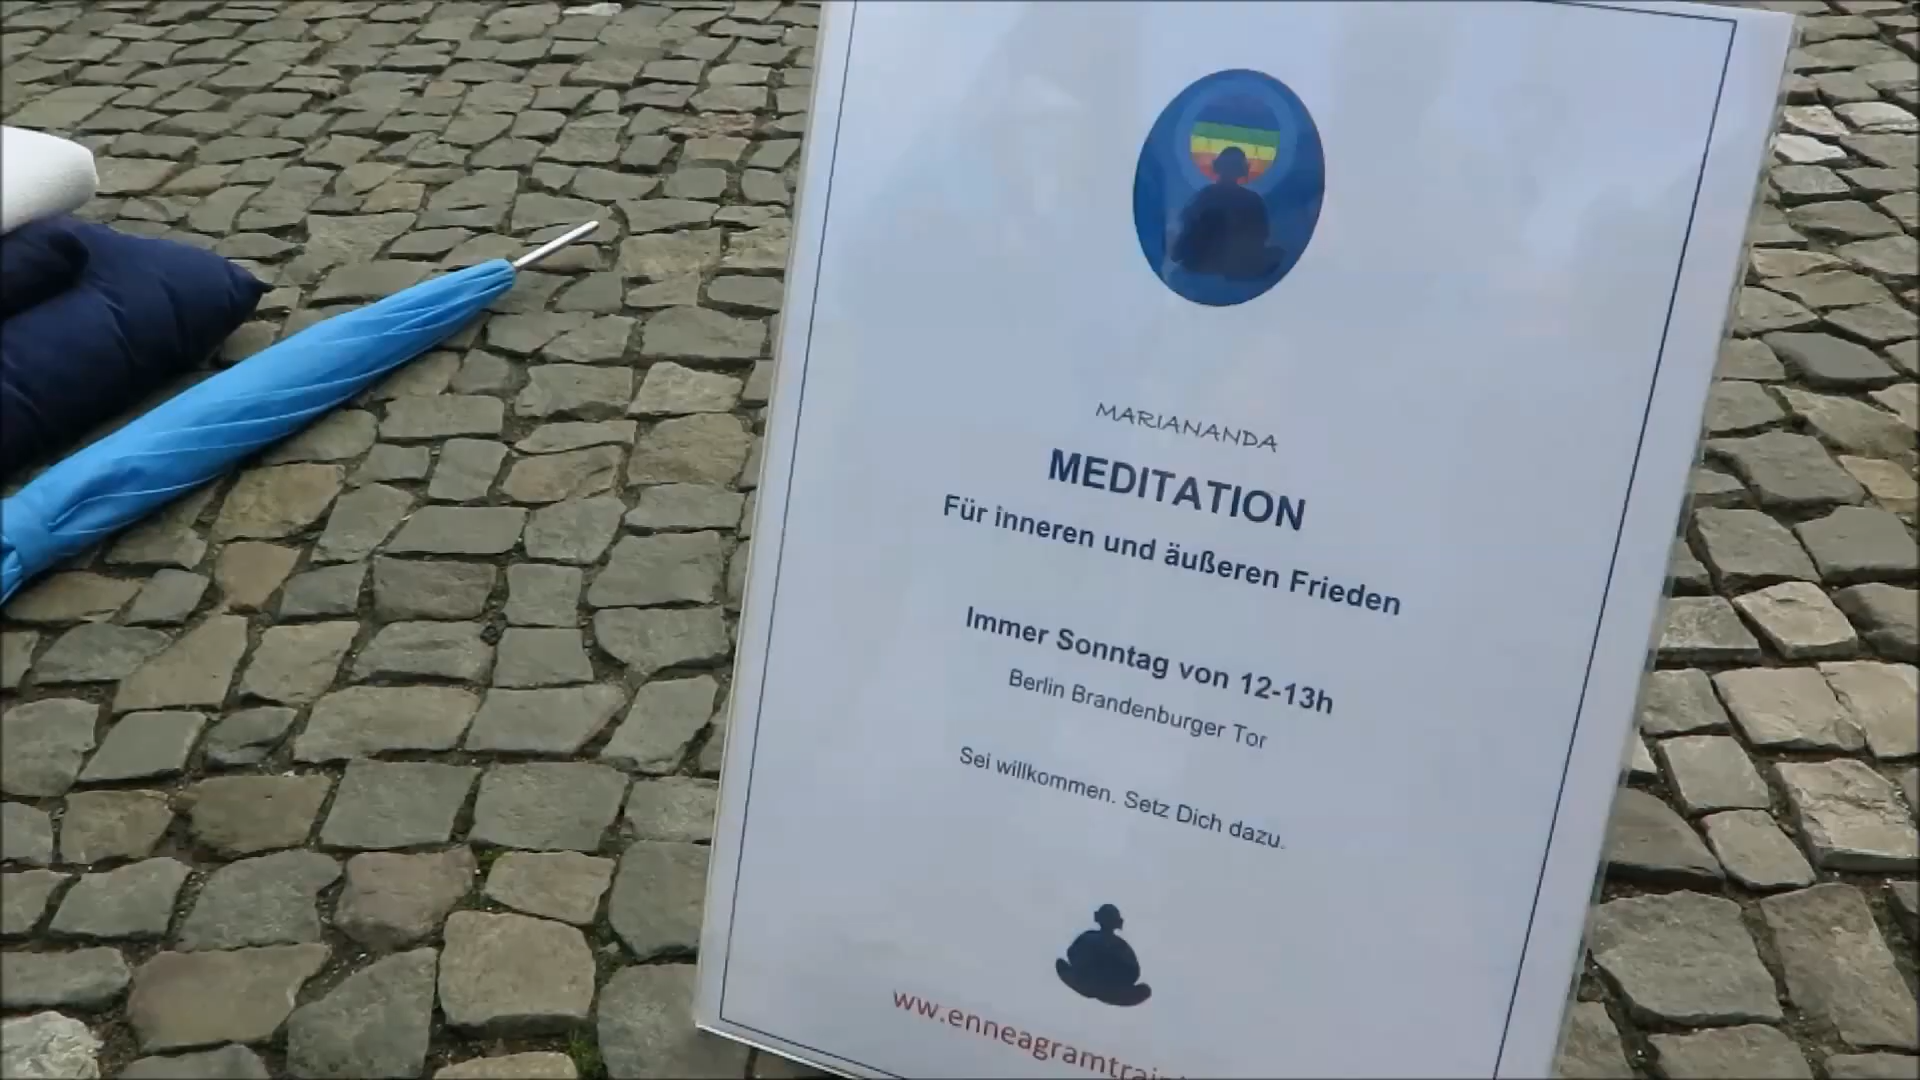 MARIANANDA
MEDITATION
Für inneren und äußeren Frieden
Immer Sonntag von 12-13h
Berlin Brandenburger Tor
Sei willkommen. Setz Dich dazu.